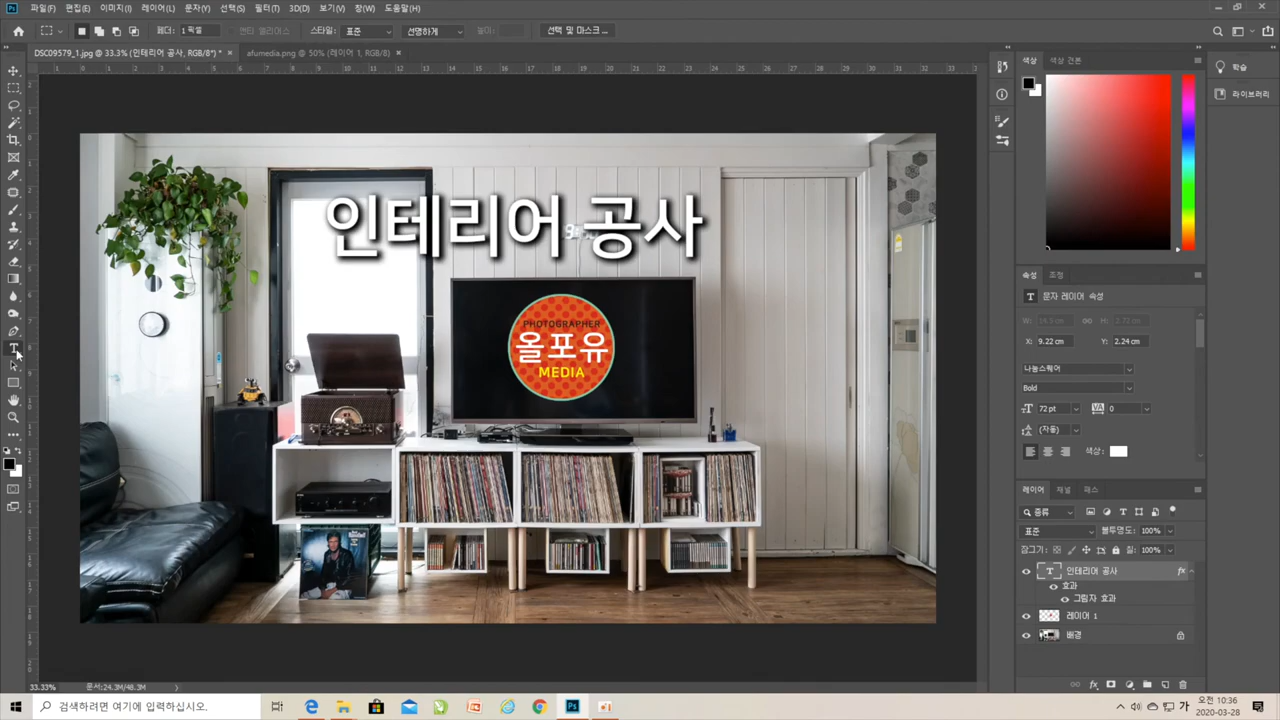 파일(F) 편집(E) 이미지(I) 레이어(L) 문자(Y) 선택(S) 필터(T) 3D(D) 보기(V) 창(W) 도움말(H)
페더: 1 픽셀 스타일: 표준 선명하게 높이: 선택 및 마스크...
DSC09579_1.jpg @ 33.3% (인테리어 공사, RGB/8*) * × afumedia.png @ 50% (레이어 1, RGB/8) ×
색상 색상 견본
학습
라이브러리
인테리어 공사
PHOTOGRAPHER
올포유
MEDIA
속성 조정
T 문자 레이어 속성
X: 9.22 cm Y: 2.24 cm
나눔스퀘어
Bold
72 pt VA 0
(자동)
색상:
레이어 채널 패스
종류
표준 불투명도: 100%
잠그기: 칠: 100%
T 인테리어 공사 fx
효과
그림자 효과
레이어 1
배경
33.33% 문서:24.3M/48.3M
검색하려면 여기에 입력하십시오.
가 오전 10:36
2020-03-28